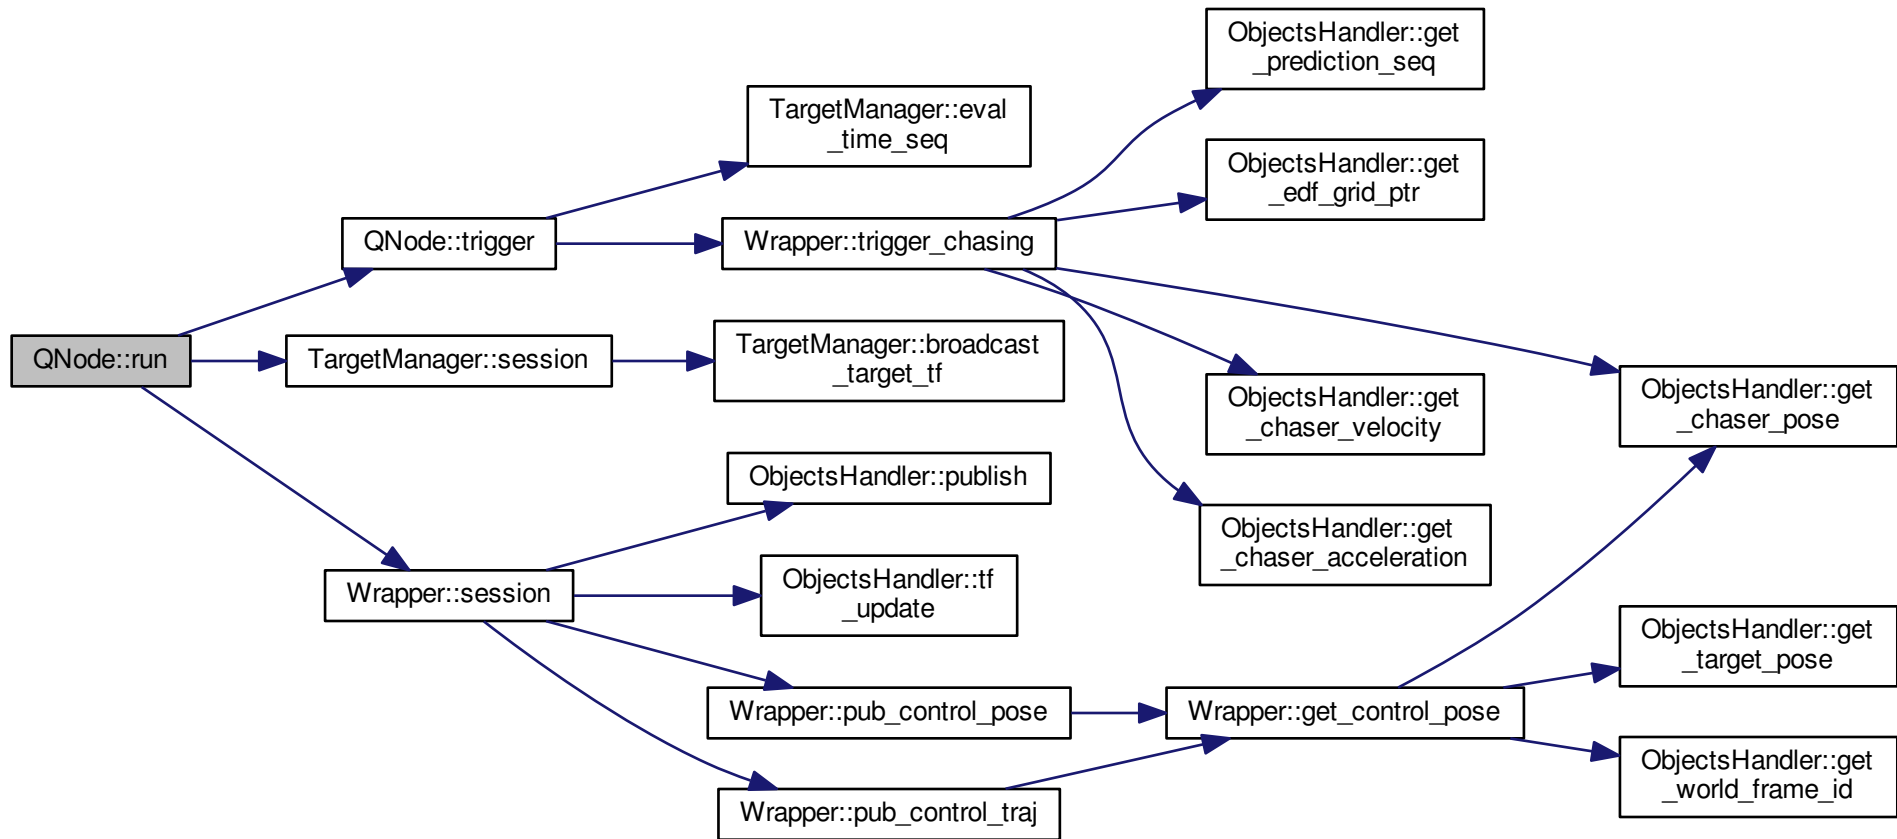 ObjectsHandler::get
_prediction_seq
TargetManager::eval
_time_seq
ObjectsHandler::get
_edf_grid_ptr
QNode::trigger
Wrapper::trigger_chasing
QNode::run
TargetManager::session
TargetManager::broadcast
_target_tf
ObjectsHandler::get
_chaser_velocity
ObjectsHandler::get
_chaser_pose
ObjectsHandler::publish
ObjectsHandler::get
_chaser_acceleration
Wrapper::session
ObjectsHandler::tf
_update
ObjectsHandler::get
_target_pose
Wrapper::pub_control_pose
Wrapper::get_control_pose
ObjectsHandler::get
_world_frame_id
Wrapper::pub_control_traj